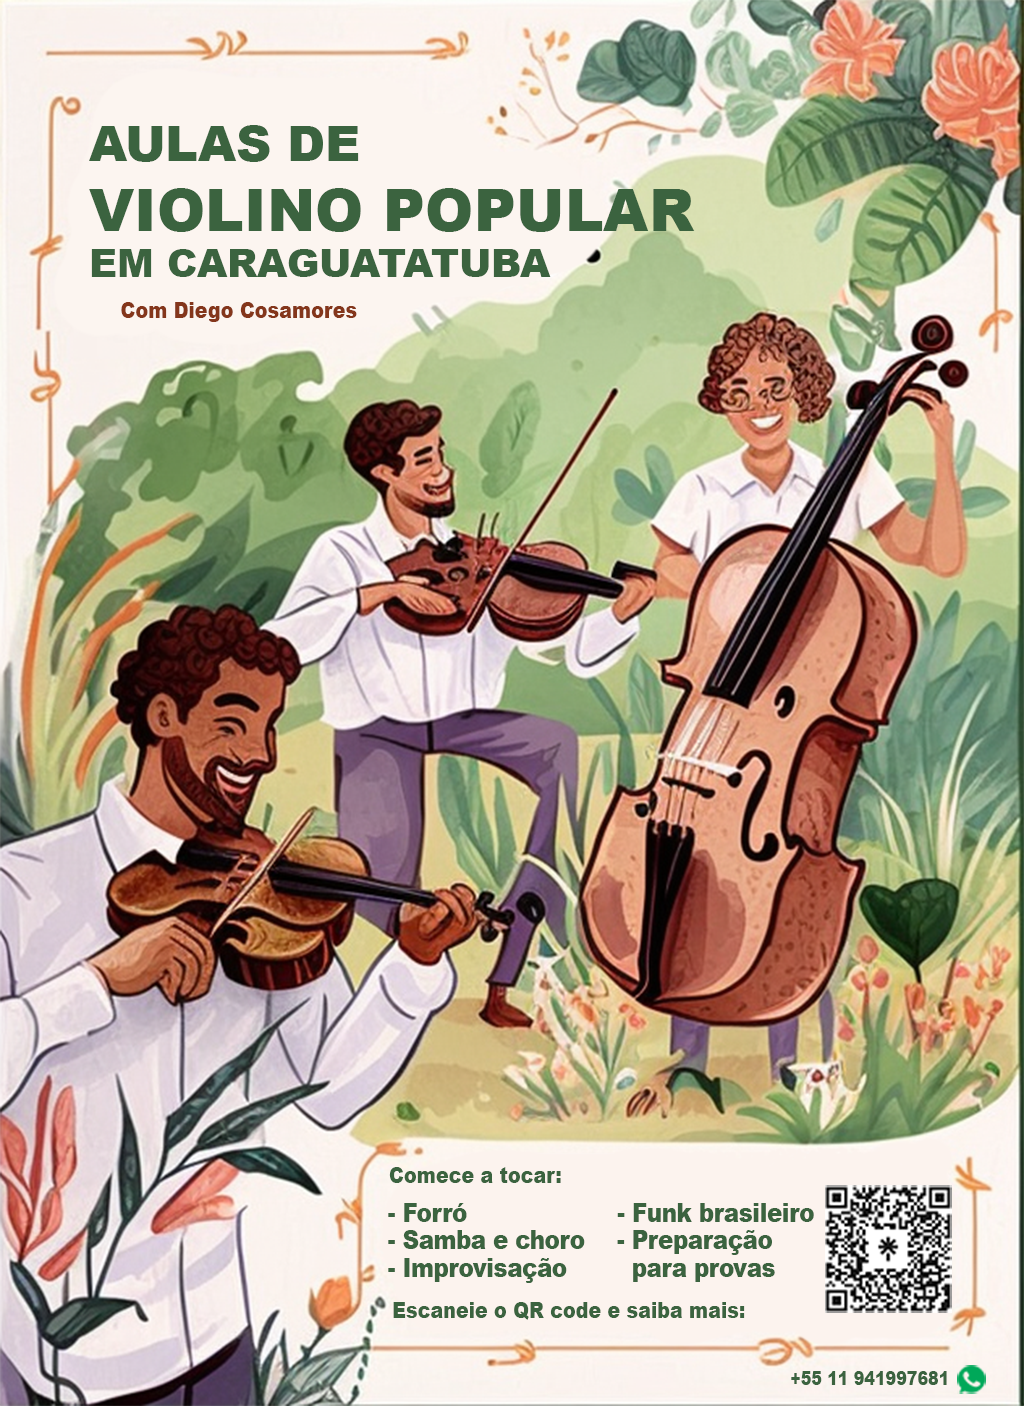 AULAS DE
VIOLINO POPULAR
EM CARAGUATATUBA
Com Diego Cosamores
Comece a tocar:
- Forró
- Samba e choro
- Improvisação
- Funk brasileiro
- Preparação
para provas
Escaneie o QR code e saiba mais:
+55 11 941997681